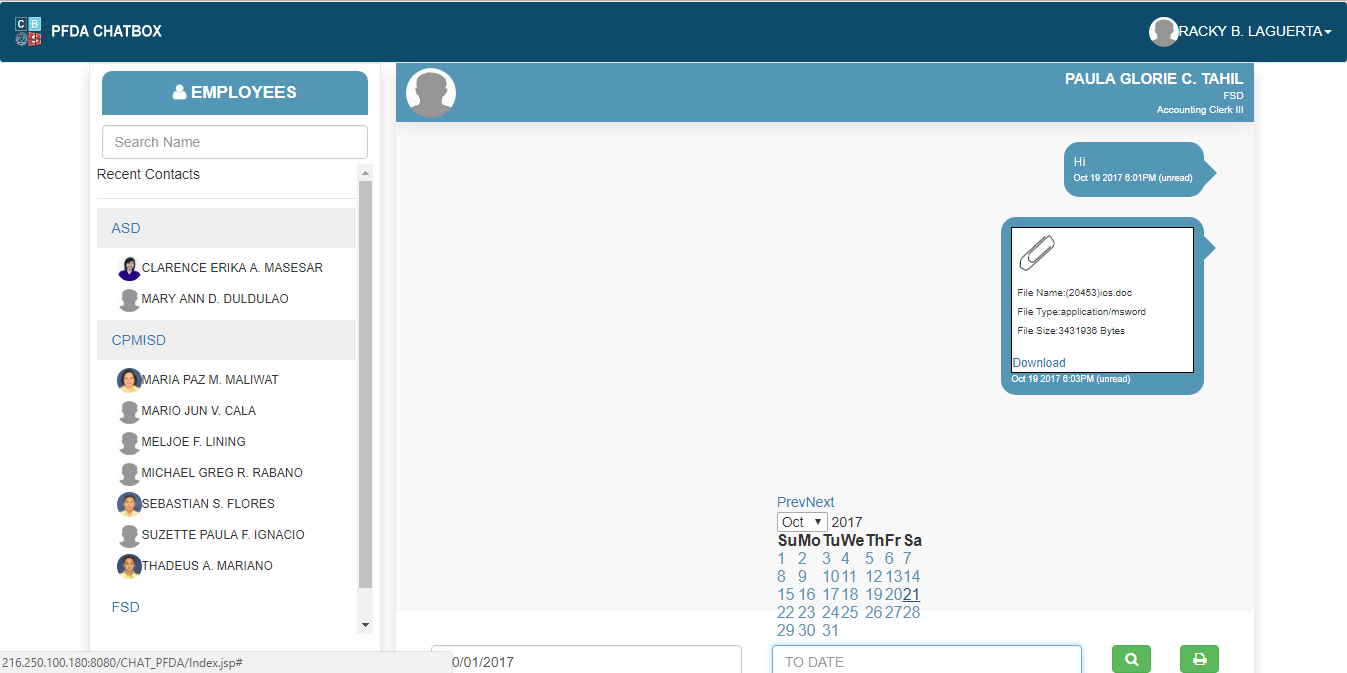 C B PFDA CHATBOX
RACKY B. LAGUERTA
EMPLOYEES
Search Name
Recent Contacts
ASD
CLARENCE ERIKA A. MASESAR
MARY ANN D. DULDULAO
CPMISD
MARIA PAZ M. MALIWAT
MARIO JUN V. CALA
MELJOE F. LINING
MICHAEL GREG R. RABANO
SEBASTIAN S. FLORES
SUZETTE PAULA F. IGNACIO
THADEUS A. MARIANO
FSD
PAULA GLORIE C. TAHIL
FSD
Accounting Clerk III
Hi
Oct 19 2017 6:01PM (unread)
File Name:(20453)ios.doc
File Type:application/msword
File Size:3431936 Bytes
Download
Oct 19 2017 6:03PM (unread)
PrevNext
Oct 2017
Su Mo Tu We Th Fr Sa
1 2 3 4 5 6 7
8 9 10 11 12 13 14
15 16 17 18 19 20 21
22 23 24 25 26 27 28
29 30 31
0/01/2017
TO DATE
216.250.100.180:8080/CHAT_PFDA/Index.jsp#